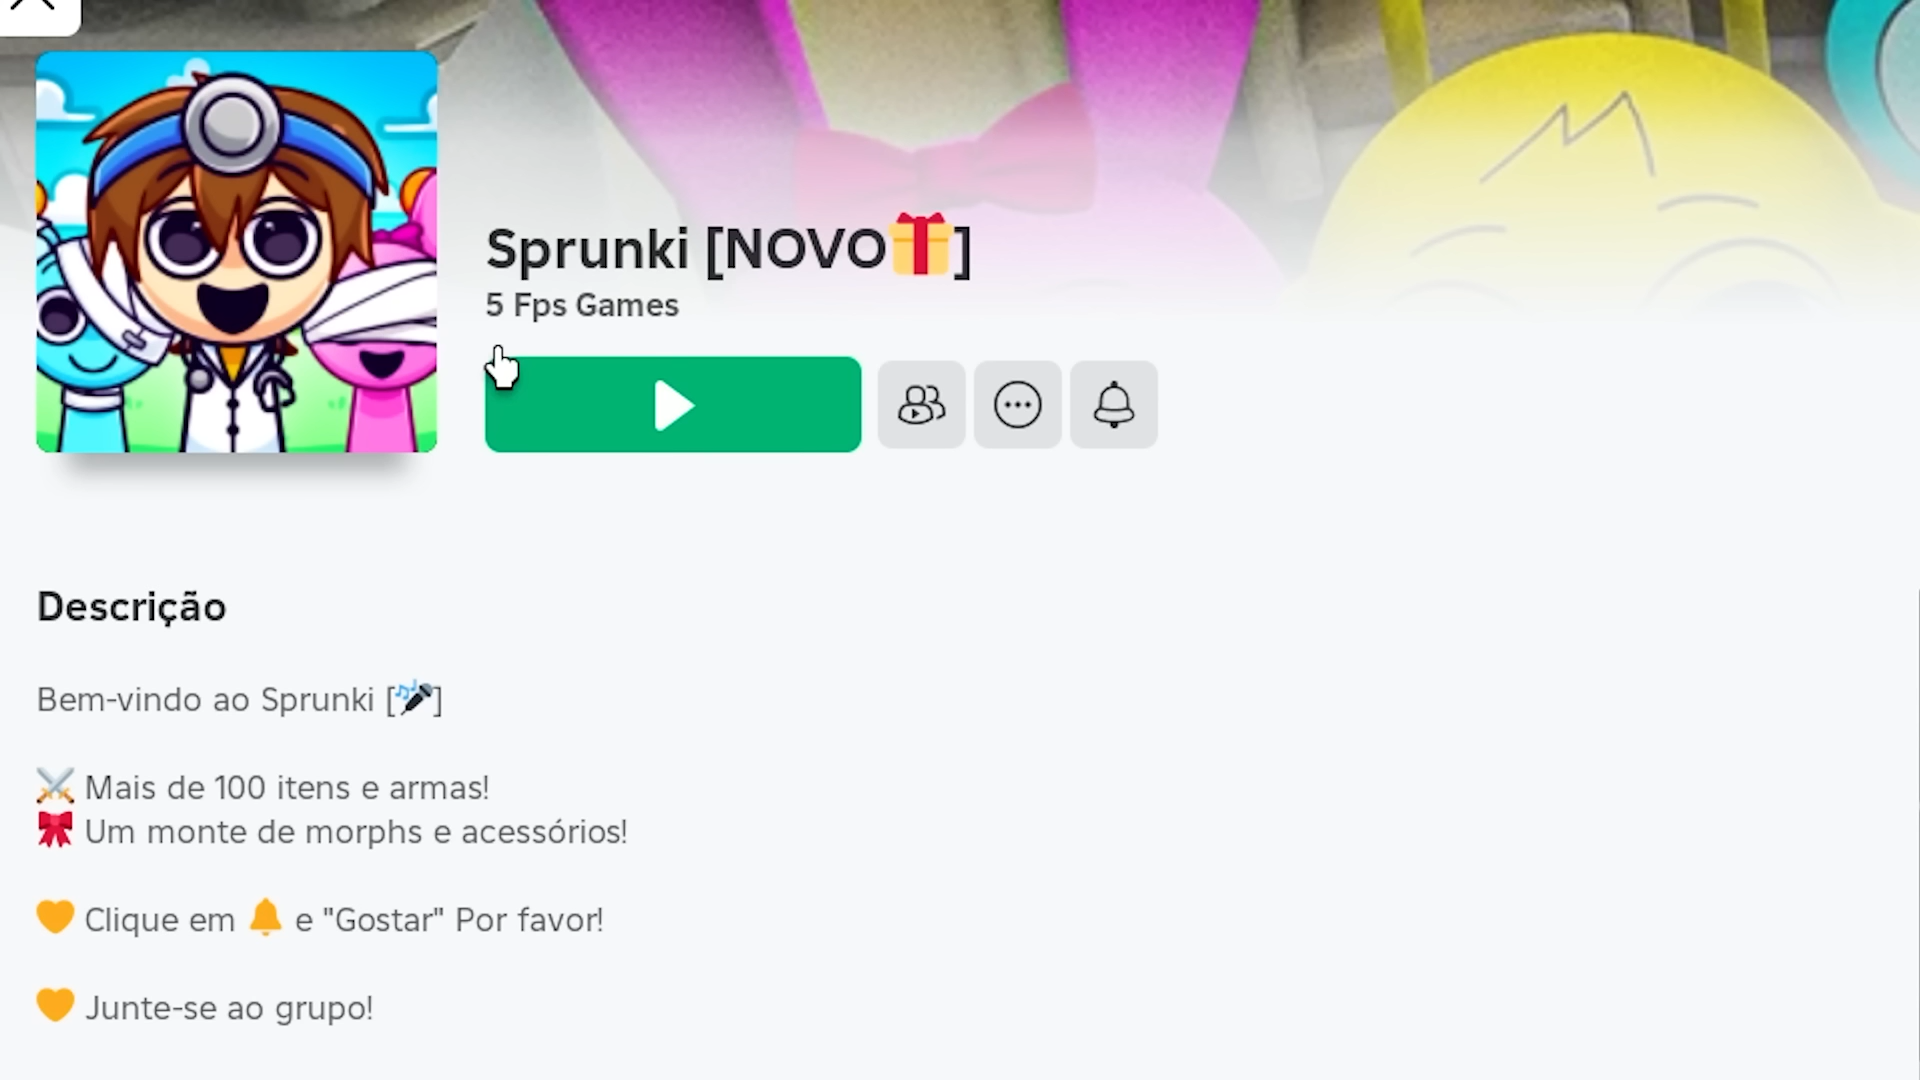 Sprunki [NOVO🎁]
5 Fps Games
Descrição
Bem-vindo ao Sprunki [🎤]
⚔️ Mais de 100 itens e armas!
🎀 Um monte de morphs e acessórios!
🧡 Clique em 🔔 e "Gostar" Por favor!
🧡 Junte-se ao grupo!